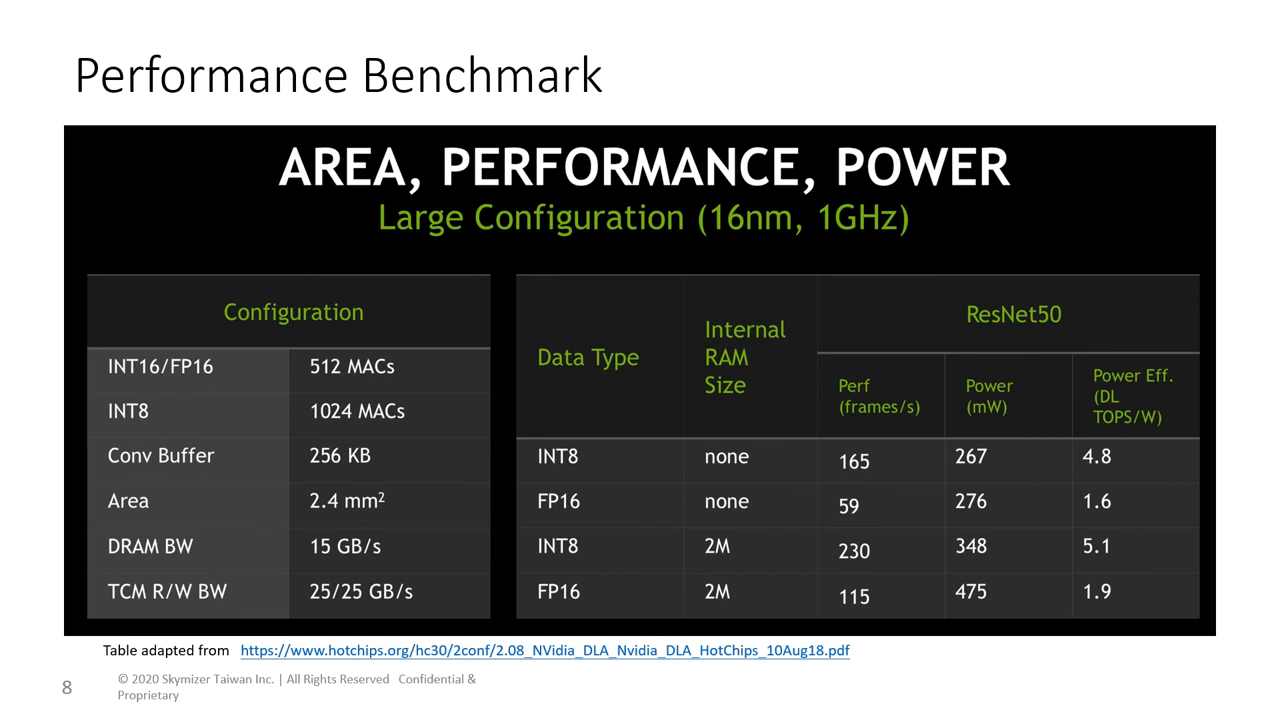 Performance Benchmark
AREA, PERFORMANCE, POWER
Large Configuration (16nm, 1GHz)
Configuration
INT16/FP16 512 MACs
INT8 1024 MACs
Conv Buffer 256 KB
Area 2.4 mm²
DRAM BW 15 GB/s
TCM R/W BW 25/25 GB/s
Data Type
Internal
RAM
Size
ResNet50
Perf
(frames/s)
Power
(mW)
Power Eff.
(DL
TOPS/W)
INT8 none 165 267 4.8
FP16 none 59 276 1.6
INT8 2M 230 348 5.1
FP16 2M 115 475 1.9
Table adapted from https://www.hotchips.org/hc30/2conf/2.08_NVidia_DLA_Nvidia_DLA_HotChips_10Aug18.pdf
8
© 2020 Skymizer Taiwan Inc. | All Rights Reserved Confidential &
Proprietary